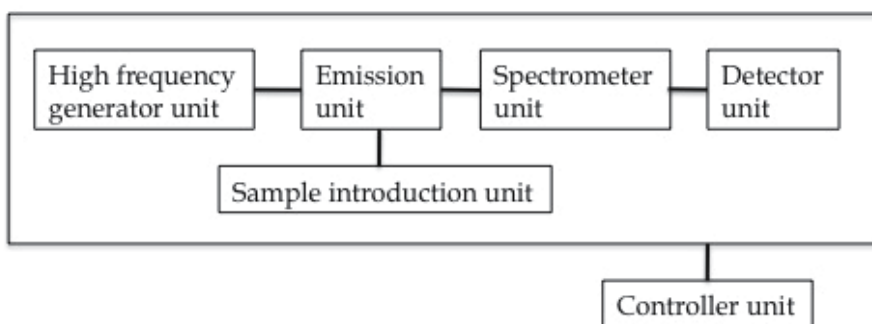 High frequency
generator unit
Emission
unit
Spectrometer
unit
Detector
unit
Sample introduction unit
Controller unit